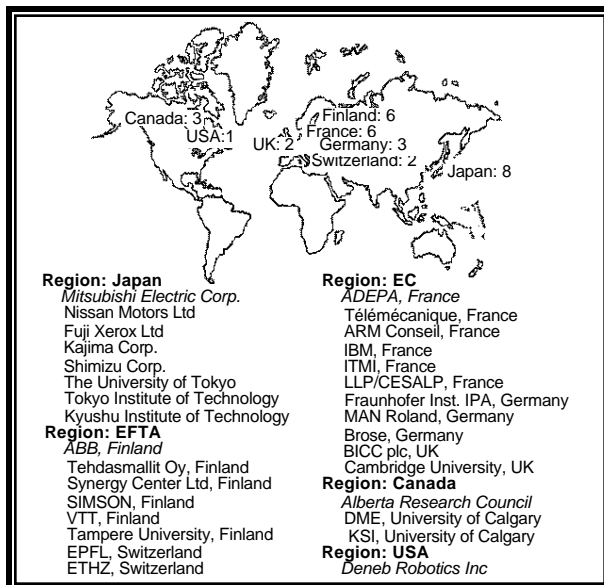 Canada: 3
USA:1
UK: 2
Finland: 6
France: 6
Germany: 3
Switzerland: 2
Japan: 8
Region: Japan
Mitsubishi Electric Corp.
Nissan Motors Ltd
Fuji Xerox Ltd
Kajima Corp.
Shimizu Corp.
The University of Tokyo
Tokyo Institute of Technology
Kyushu Institute of Technology
Region: EFTA
ABB, Finland
Tehdasmallit Oy, Finland
Synergy Center Ltd, Finland
SIMSON, Finland
VTT, Finland
Tampere University, Finland
EPFL, Switzerland
ETHZ, Switzerland
Region: EC
ADEPA, France
Télémécanique, France
ARM Conseil, France
IBM, France
ITMI, France
LLP/CESALP, France
Fraunhofer Inst. IPA, Germany
MAN Roland, Germany
Brose, Germany
BICC plc, UK
Cambridge University, UK
Region: Canada
Alberta Research Council
DME, University of Calgary
KSI, University of Calgary
Region: USA
Deneb Robotics Inc